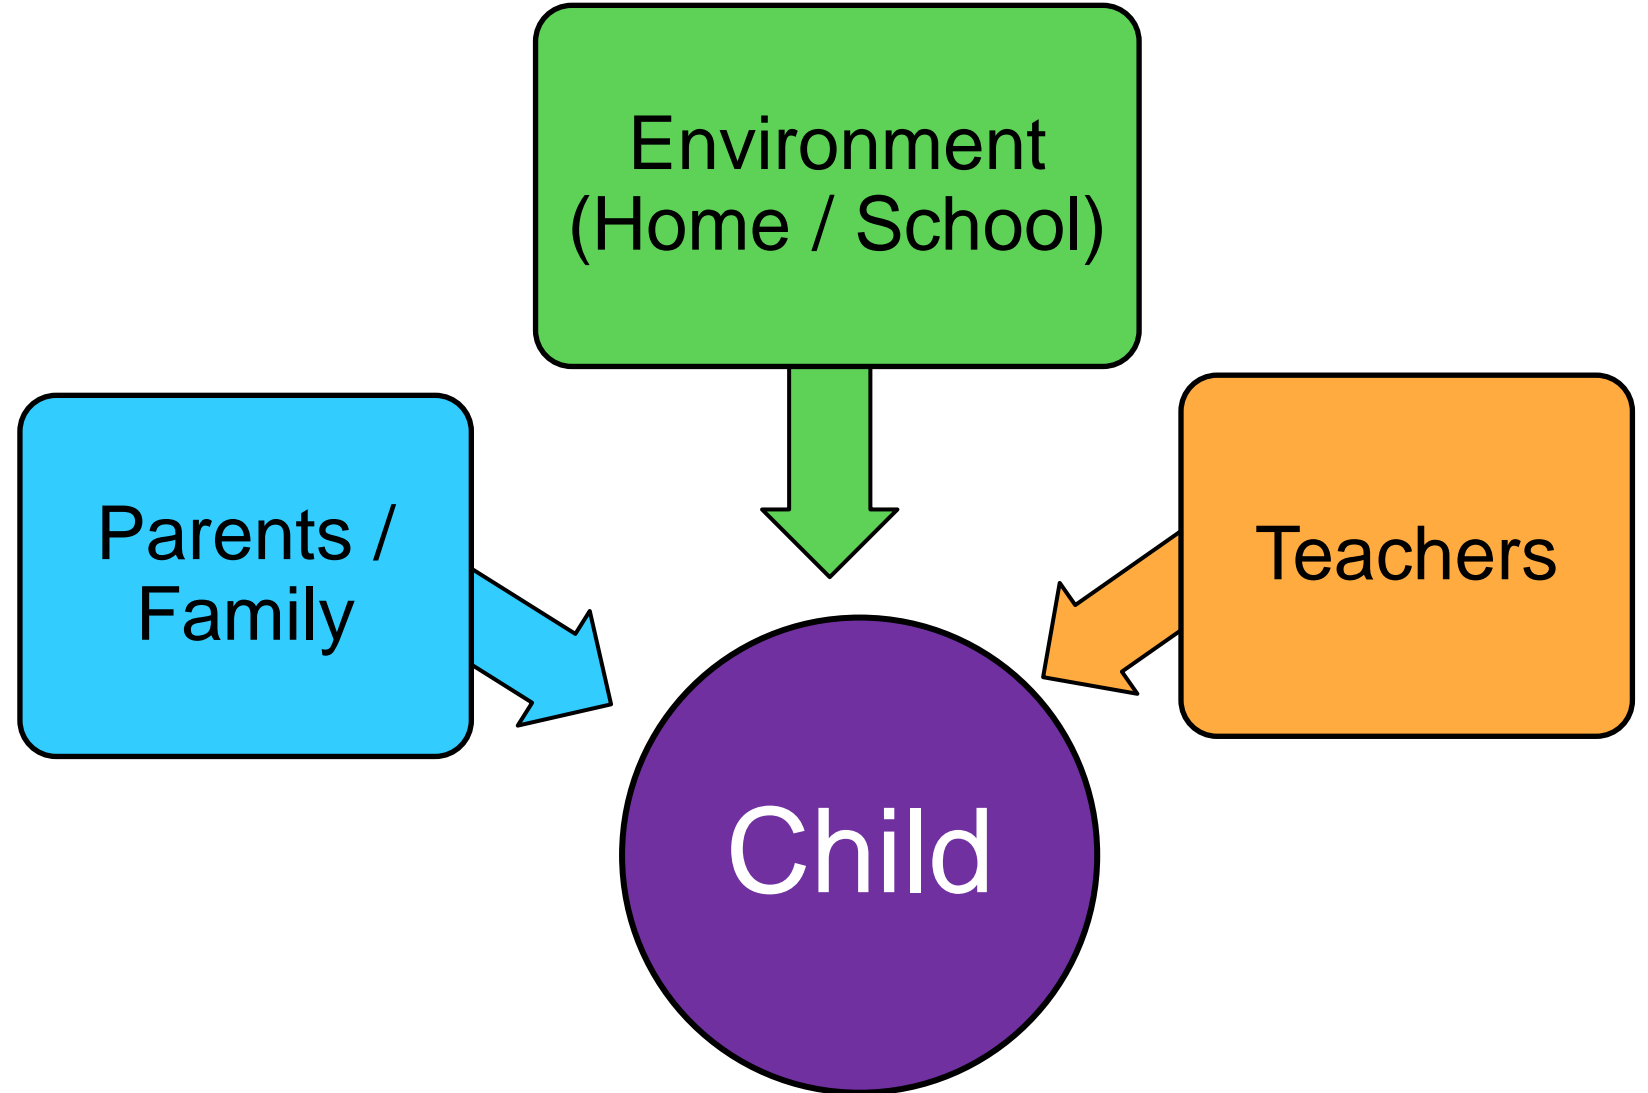 Environment
(Home / School)
Parents /
Family
Teachers
Child